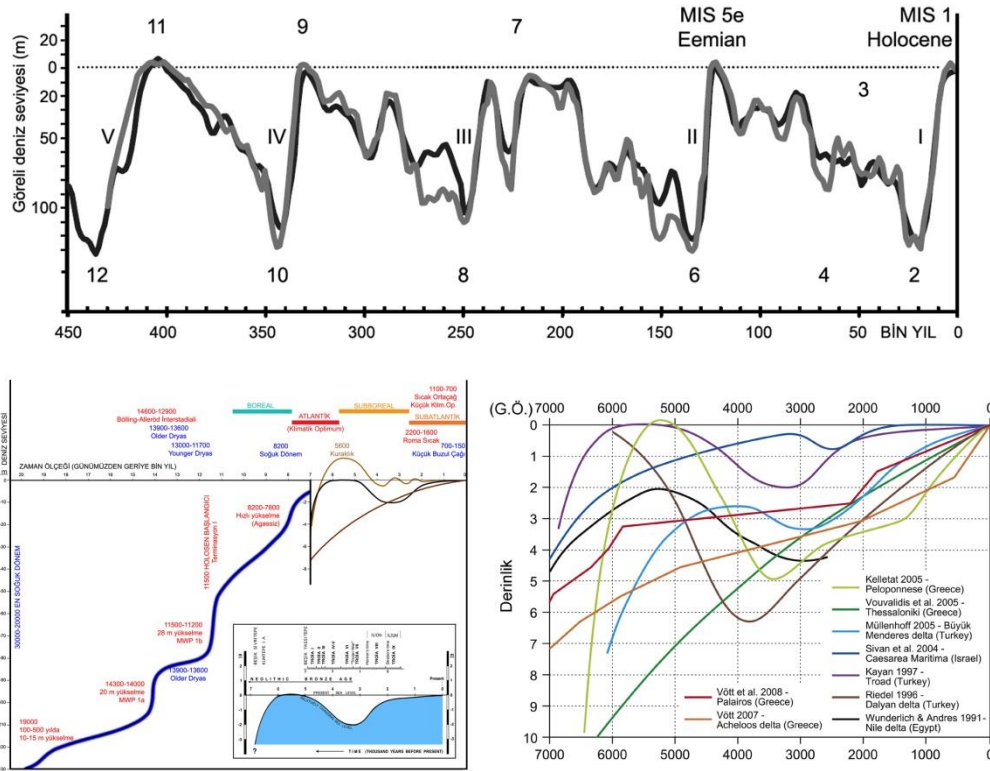 11
9
7
MIS 5e
Eemian
MIS 1
Holocene
Göreli deniz seviyesi (m)
20
0
20
50
100
V
IV
III
II
3
I
12
10
8
6
4
2
450
400
350
300
250
200
150
100
50
BİN YIL
0
DENİZ SEVİYESİ
14600-12900
Bölling-Alleröd İnterstadiali
13900-13600
Older Dryas
13000-11700
Younger Dryas
BOREAL
ATLANTİK
(Klimatik Optimum)
8200
Soğuk Dönem
SUBBOREAL
1100-700
Sıcak Ortaçağ
Küçük Klim.Op.
SUBATLANTİK
2200-1600
Roma Sıcak
700-150
Küçük Buzul Çağı
ZAMAN ÖLÇEĞİ (GÜNÜMÜZDEN GERİYE BİN YIL)
Kuraklık
8200-7600
Hızlı yükselme
(Agassiz)
11500 HOLOSEN BAŞLANGICI
Terminasyon I
30000-20000 EN SOĞUK DÖNEM
11500-11200
28 m yükselme
MWP 1b
13900-13600
Older Dryas
14300-14000
20 m yükselme
MWP 1a
19000
100-500 yılda
10-15 m yükselme
NEOLITHIC BRONZE AGE
Present
PRESENT SEA LEVEL
TIME (THOUSAND YEARS BEFORE PRESENT)
?
(G.Ö.)
7000
6000
5000
4000
3000
2000
1000
0
Derinlik
0
1
2
3
4
5
6
7
8
9
10
Kelletat 2005 -
Peloponnese (Greece)
Vouvalidis et al. 2005 -
Thessaloniki (Greece)
Müllenhoff 2005 - Büyük
Menderes delta (Turkey)
Sivan et al. 2004 -
Caesarea Maritima (Israel)
Kayan 1997 -
Troad (Turkey)
Riedel 1996 -
Dalyan delta (Turkey)
Wunderlich & Andres 1991-
Nile delta (Egypt)
Vött et al. 2008 -
Palairos (Greece)
Vött 2007 -
Acheloos delta (Greece)
7000
6000
5000
4000
3000
2000
1000
0